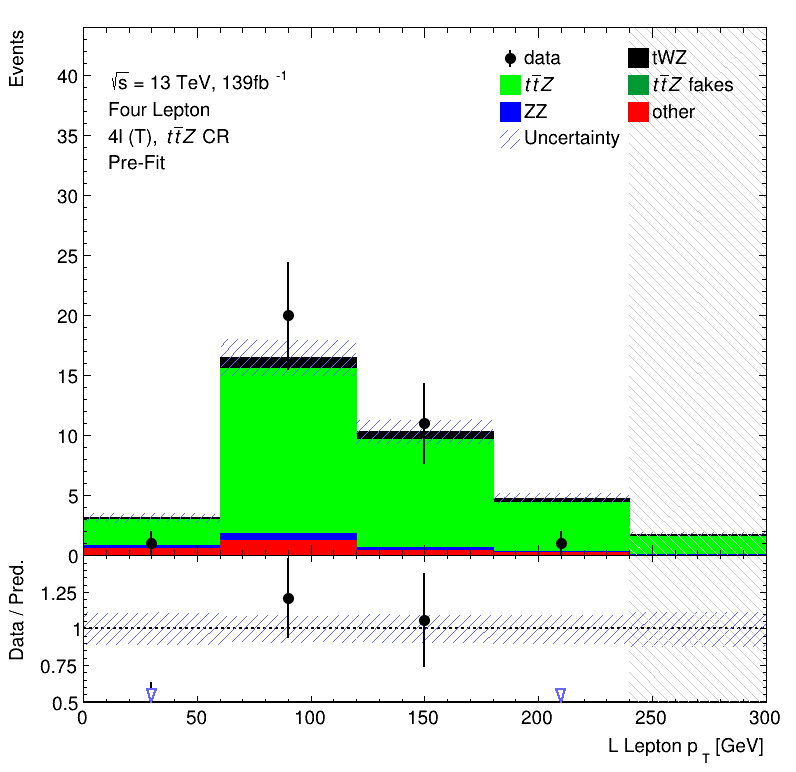 Events
40
35
30
25
20
15
10
5
0
√s = 13 TeV, 139fb⁻¹
Four Lepton
4l (T), tt̄Z CR
Pre-Fit
data
tt̄Z
ZZ
Uncertainty
tWZ
tt̄Z fakes
other
Data / Pred.
1.25
1
0.75
0.5
0 50 100 150 200 250 300
L Lepton p_T [GeV]